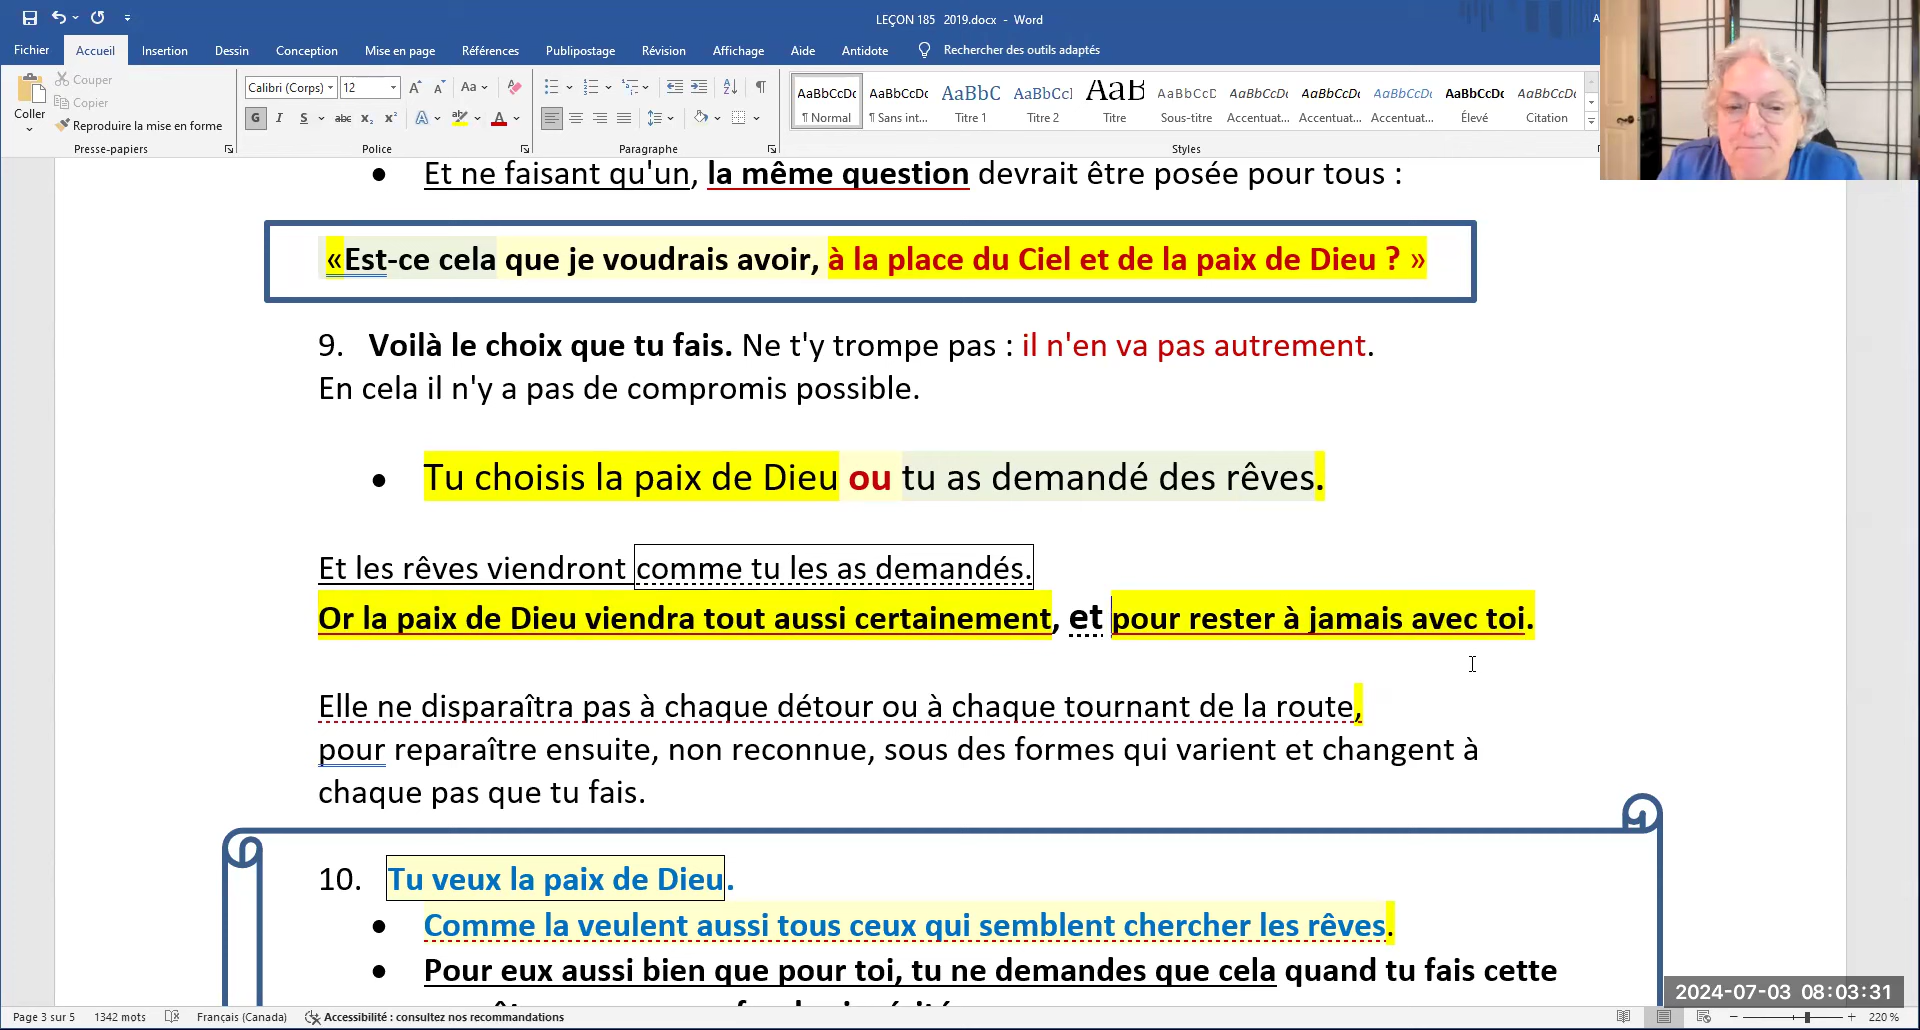 LEÇON 185 2019.docx - Word
A
Fichier Accueil Insertion Dessin Conception Mise en page Références Publipostage Révision Affichage Aide Antidote Rechercher des outils adaptés
Coller
Couper
Copier
Reproduire la mise en forme
Presse-papiers
Calibri (Corps) 12
Aa
G I S abc x₂ x² A A
Police
Paragraphe
AaBbCcDc AaBbCcDc AaBbC AaBbCcI AaB AaBbCcD AaBbCcDc AaBbCcDc AaBbCcDc AaBbCcDc AaBbCcDc
¶ Normal ¶ Sans int... Titre 1 Titre 2 Titre Sous-titre Accentuat... Accentuat... Accentuat... Élevé Citation
Styles
• Et ne faisant qu'un, la même question devrait être posée pour tous :
«Est-ce cela que je voudrais avoir, à la place du Ciel et de la paix de Dieu ? »
9. Voilà le choix que tu fais. Ne t'y trompe pas : il n'en va pas autrement.
En cela il n'y a pas de compromis possible.
• Tu choisis la paix de Dieu ou tu as demandé des rêves.
Et les rêves viendront comme tu les as demandés.
Or la paix de Dieu viendra tout aussi certainement, et pour rester à jamais avec toi.
Elle ne disparaîtra pas à chaque détour ou à chaque tournant de la route,
pour reparaître ensuite, non reconnue, sous des formes qui varient et changent à
chaque pas que tu fais.
10. Tu veux la paix de Dieu.
• Comme la veulent aussi tous ceux qui semblent chercher les rêves.
• Pour eux aussi bien que pour toi, tu ne demandes que cela quand tu fais cette
2024-07-03 08:03:31
Page 3 sur 5 1342 mots Français (Canada) Accessibilité : consultez nos recommandations 220 %